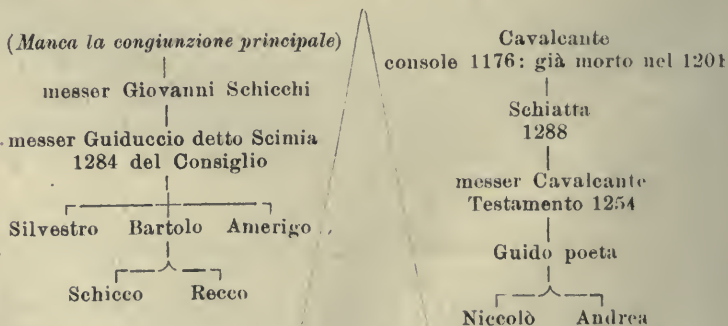 (Manca la congiunzione principale)
messer Giovanni Schicchi
messer Guiduccio detto Scimia
1284 del Consiglio
Silvestro Bartolo Amerigo
Schicco Recco
Cavalcante
console 1176: già morto nel 1201
Schiatta
1288
messer Cavalcante
Testamento 1254
Guido poeta
Niccolò Andrea